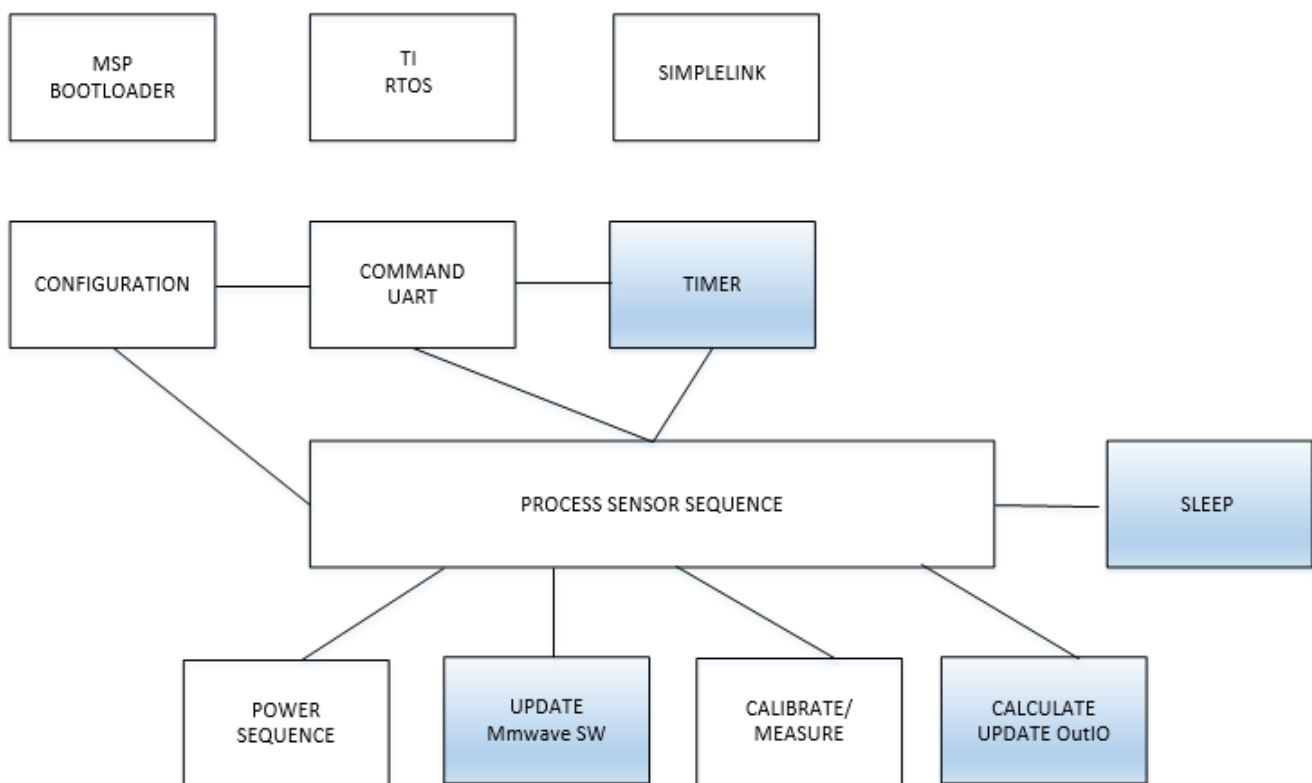 MSP
BOOTLOADER
TI
RTOS
SIMPLELINK
CONFIGURATION
COMMAND
UART
TIMER
PROCESS SENSOR SEQUENCE
SLEEP
POWER
SEQUENCE
UPDATE
Mmwave SW
CALIBRATE/
MEASURE
CALCULATE
UPDATE OutIO